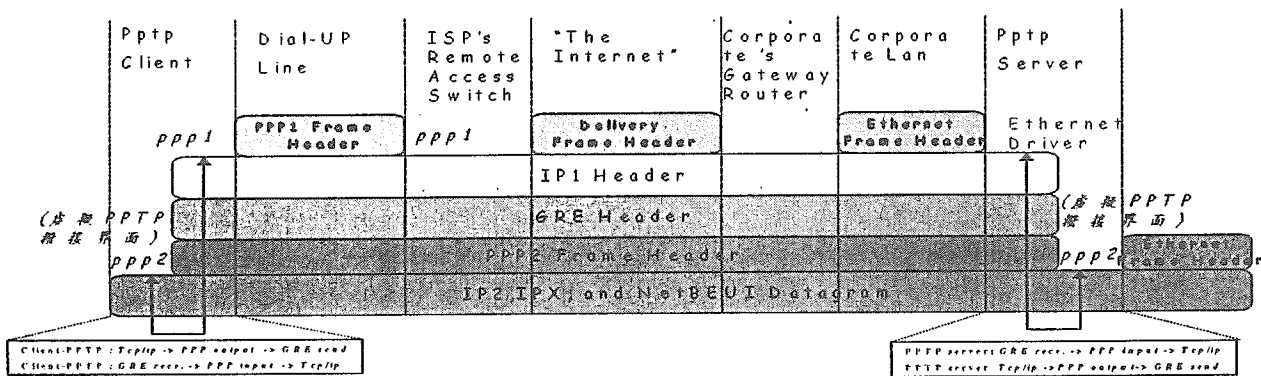 Pptp
Client
Dial-UP
Line
ISP's
Remote
Access
Switch
"The
Internet"
Corpora
te's
Gateway
Router
Corpora
te Lan
Pptp
Server
ppp1
PPP1 Frame
Header
ppp1
Delivery
Frame Header
Ethernet
Frame Header
Ethernet
Driver
IP1 Header
(虛擬PPTP
撥接界面)
GRE Header
(虛擬PPTP
撥接界面)
ppp2
PPP2 Frame Header
ppp2
Ethernet
Frame Header
IP2, IPX, and NetBEUI Datagram
Client-PPTP : Tcp/ip -> PPP output -> GRE send
Client-PPTP : GRE recv. -> PPP input -> Tcp/ip
PPTP server: GRE recv. -> PPP input -> Tcp/ip
PPTP server Tcp/ip ->PPP output-> GRE send